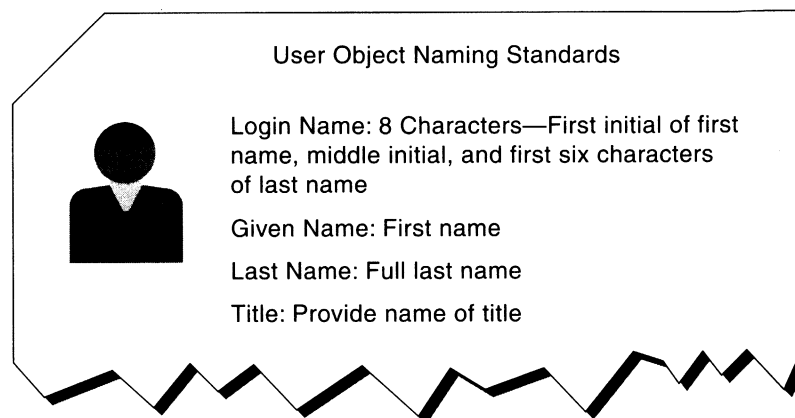 User Object Naming Standards
Login Name: 8 Characters—First initial of first
name, middle initial, and first six characters
of last name
Given Name: First name
Last Name: Full last name
Title: Provide name of title